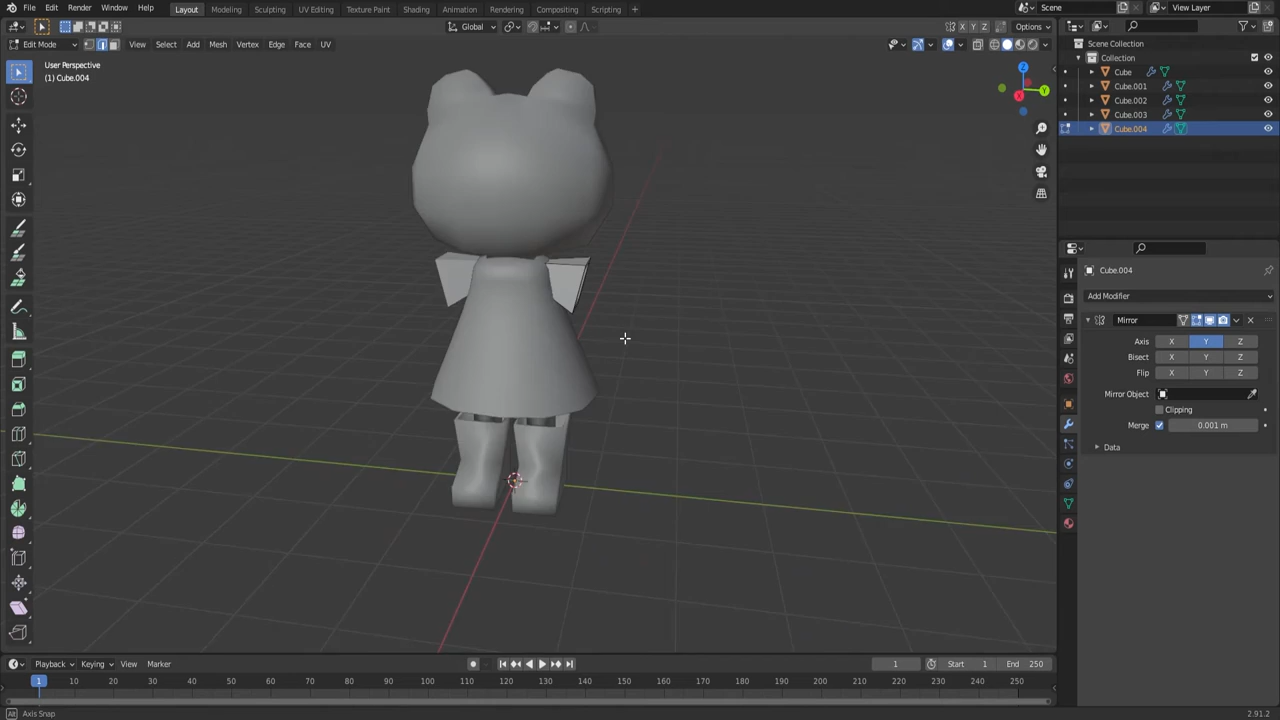 File Edit Render Window Help Layout Modeling Sculpting UV Editing Texture Paint Shading Animation Rendering Compositing Scripting + Scene View Layer
Global X Y Z Options
Edit Mode View Select Add Mesh Vertex Edge Face UV
User Perspective
(1) Cube.004
Z
Y
X
Scene Collection
Collection
Cube
Cube.001
Cube.002
Cube.003
Cube.004
Cube.004
Add Modifier
Mirror
Axis X Y Z
Bisect X Y Z
Flip X Y Z
Mirror Object
Clipping
Merge 0.001 m
Data
Playback Keying View Marker 1 Start 1 End 250
1 10 20 30 40 50 60 70 80 90 100 110 120 130 140 150 160 170 180 190 200 210 220 230 240 250
Alt Axis Snap 2.91.2